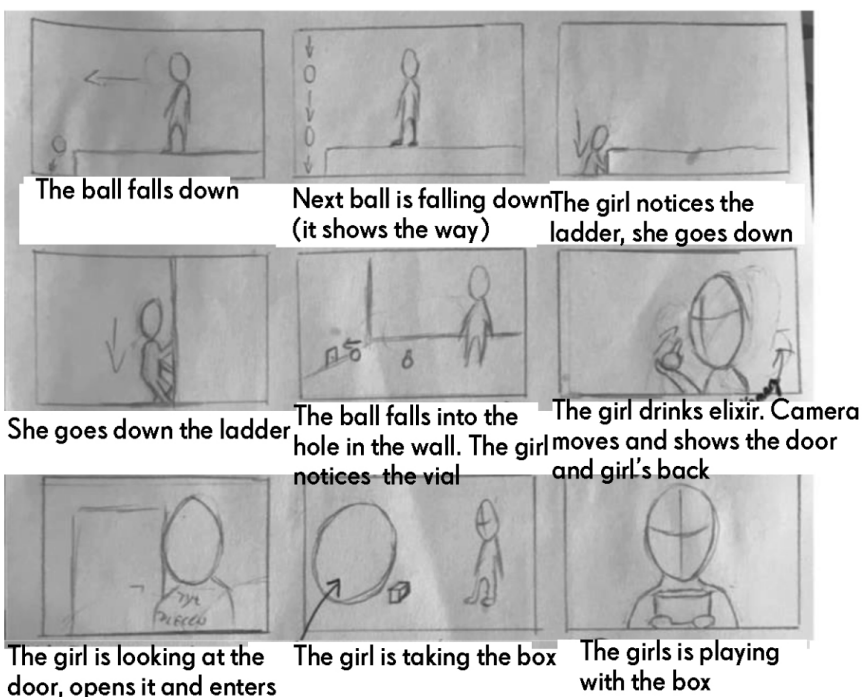 The ball falls down
Next ball is falling down
(it shows the way)
The girl notices the
ladder, she goes down
She goes down the ladder
The ball falls into the
hole in the wall. The girl
notices the vial
The girl drinks elixir. Camera
moves and shows the door
and girl's back
The girl is looking at the
door, opens it and enters
The girl is taking the box
The girls is playing
with the box